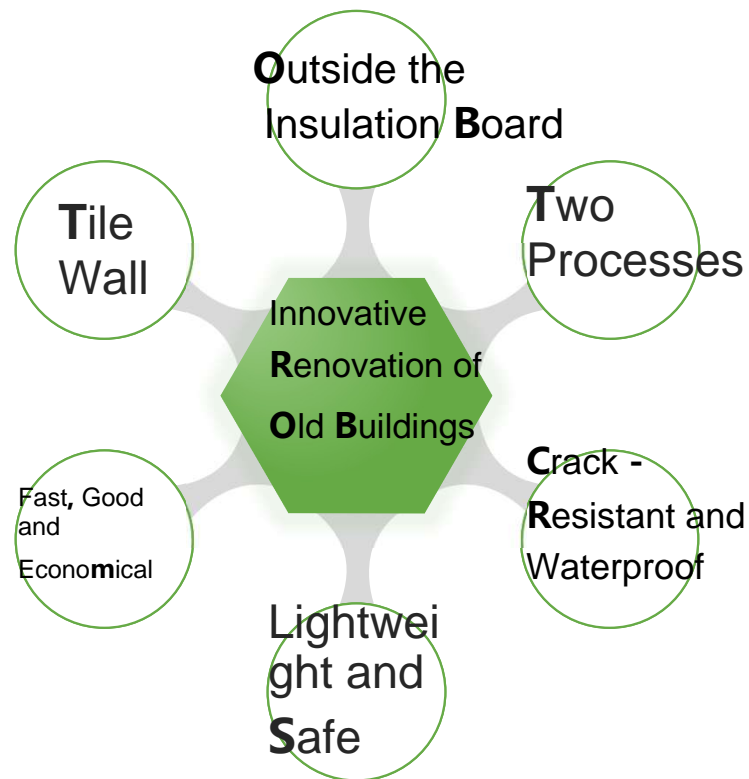 Outside the
Insulation Board
Tile
Wall
Two
Processes
Innovative
Renovation of
Old Buildings
Fast, Good
and
Economical
Crack -
Resistant and
Waterproof
Lightwei
ght and
Safe